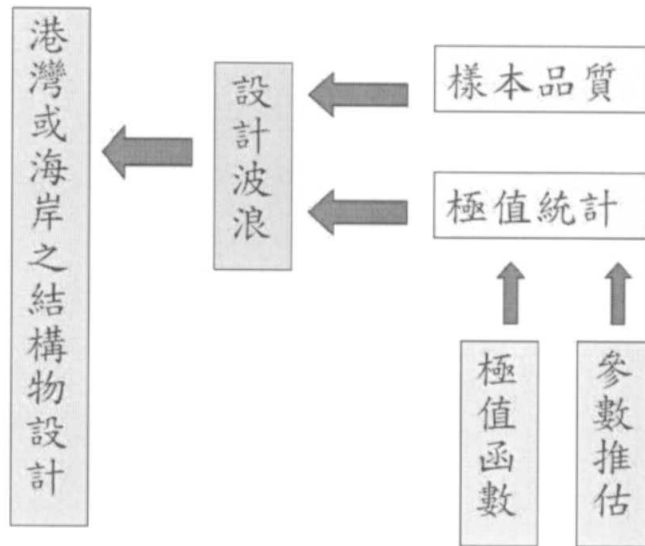 港灣或海岸之結構物設計
設計波浪
樣本品質
極值統計
極值函數
參數推估